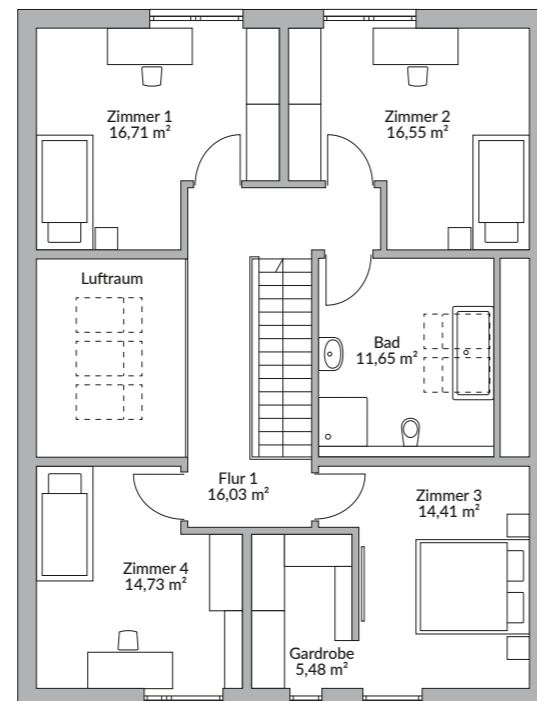 Zimmer 1
16,71 m²
Zimmer 2
16,55 m²
Luftraum
Bad
11,65 m²
Flur 1
16,03 m²
Zimmer 3
14,41 m²
Zimmer 4
14,73 m²
Gardrobe
5,48 m²